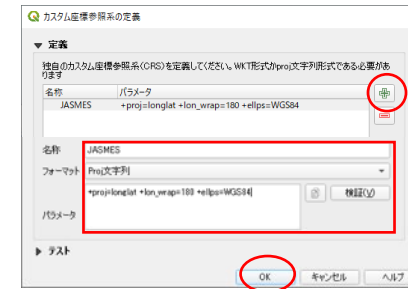 カスタム座標参照系の定義
▼ 定義
独自のカスタム座標参照系(CRS)を定義してください。WKT形式かproj文字列形式である必要があ
ります
名称 パラメータ
JASMES +proj=longlat +lon_wrap=180 +ellps=WGS84
名称 JASMES
フォーマット Proj文字列
+proj=longlat +lon_wrap=180 +ellps=WGS84
検証(V)
パラメータ
▶ テスト
OK キャンセル ヘルプ